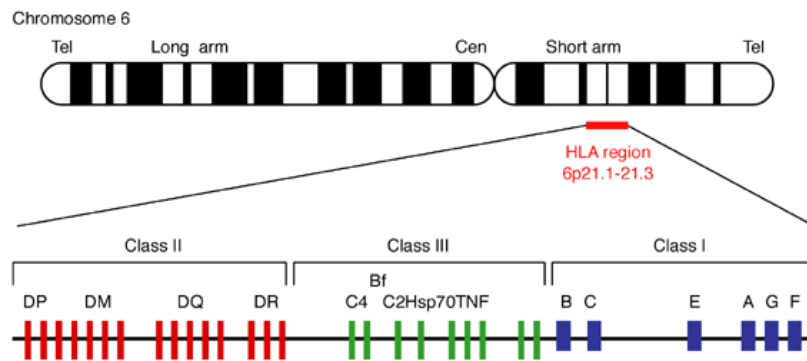 Chromosome 6
Tel Long arm Cen Short arm Tel
HLA region
6p21.1-21.3
Class II Class III Class I
Bf
DP DM DQ DR C4 C2Hsp70TNF B C E A G F